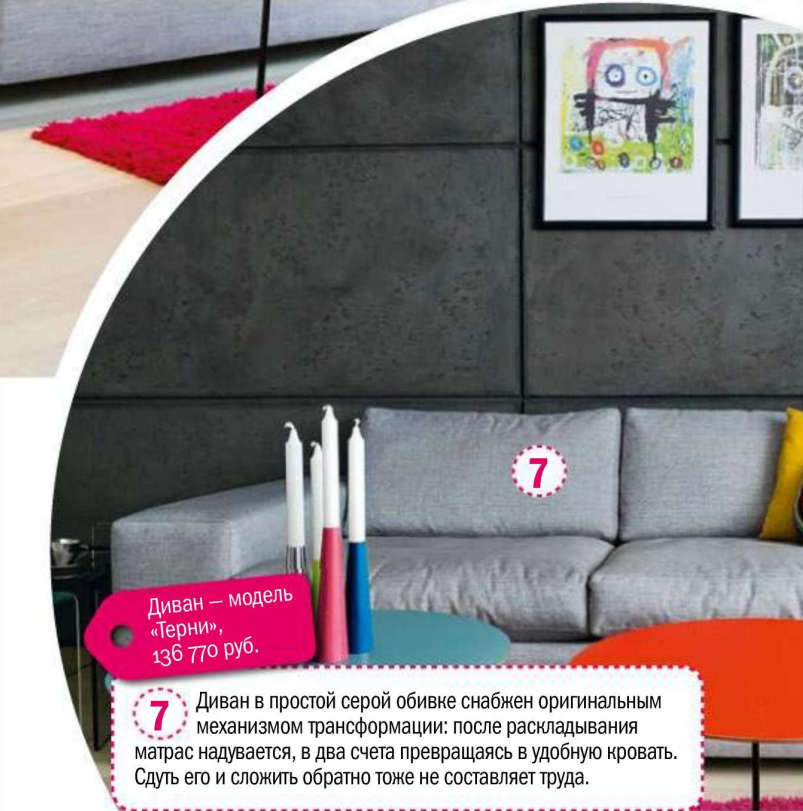 7
Диван — модель
«Терни»,
136 770 руб.
7 Диван в простой серой обивке снабжен оригинальным
механизмом трансформации: после раскладывания
матрас надувается, в два счета превращаясь в удобную кровать.
Сдуть его и сложить обратно тоже не составляет труда.